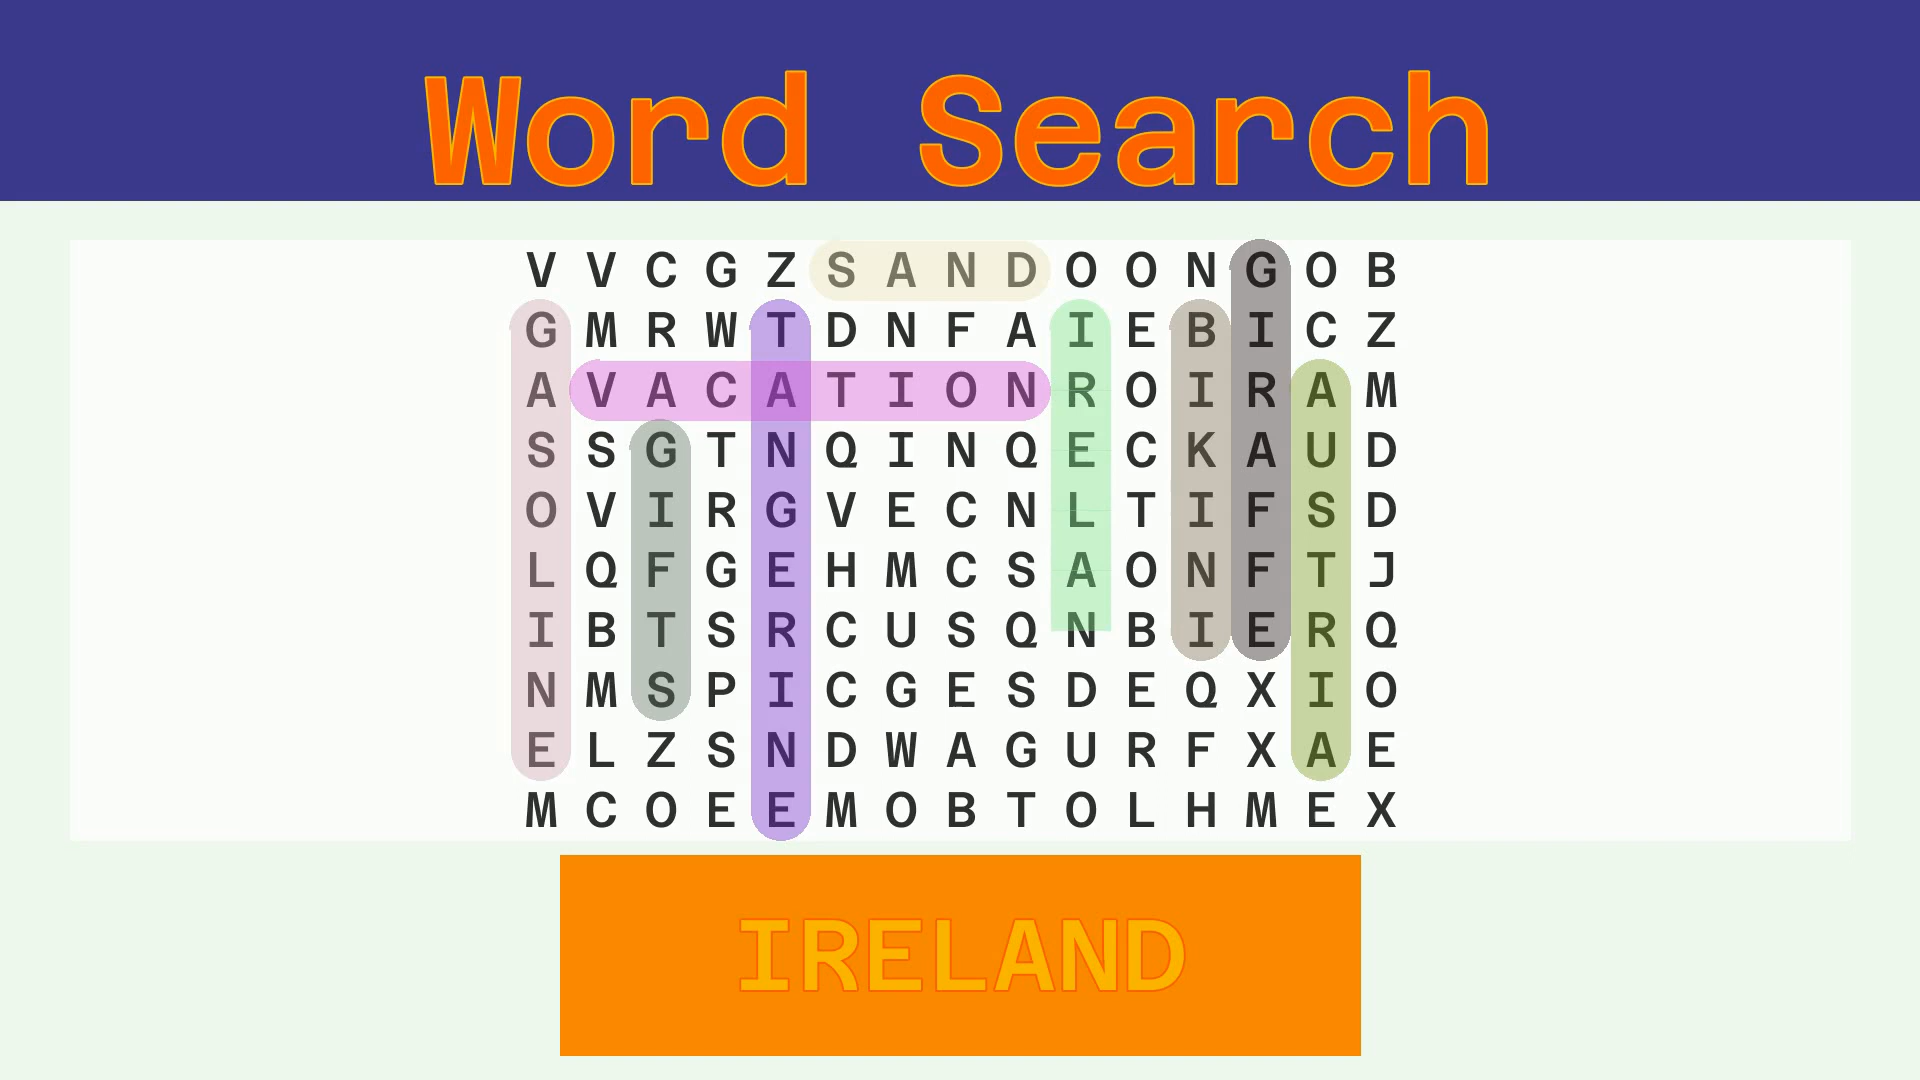 Word Search
V V C G Z S A N D O O N G O B
G M R W T D N F A I E B I C Z
A V A C A T I O N R O I R A M
S S G T N Q I N Q E C K A U D
O V I R G V E C N L T I F S D
L Q F G E H M C S A O N F T J
I B T S R C U S Q N B I E R Q
N M S P I C G E S D E Q X I O
E L Z S N D W A G U R F X A E
M C O E E M O B T O L H M E X
IRELAND